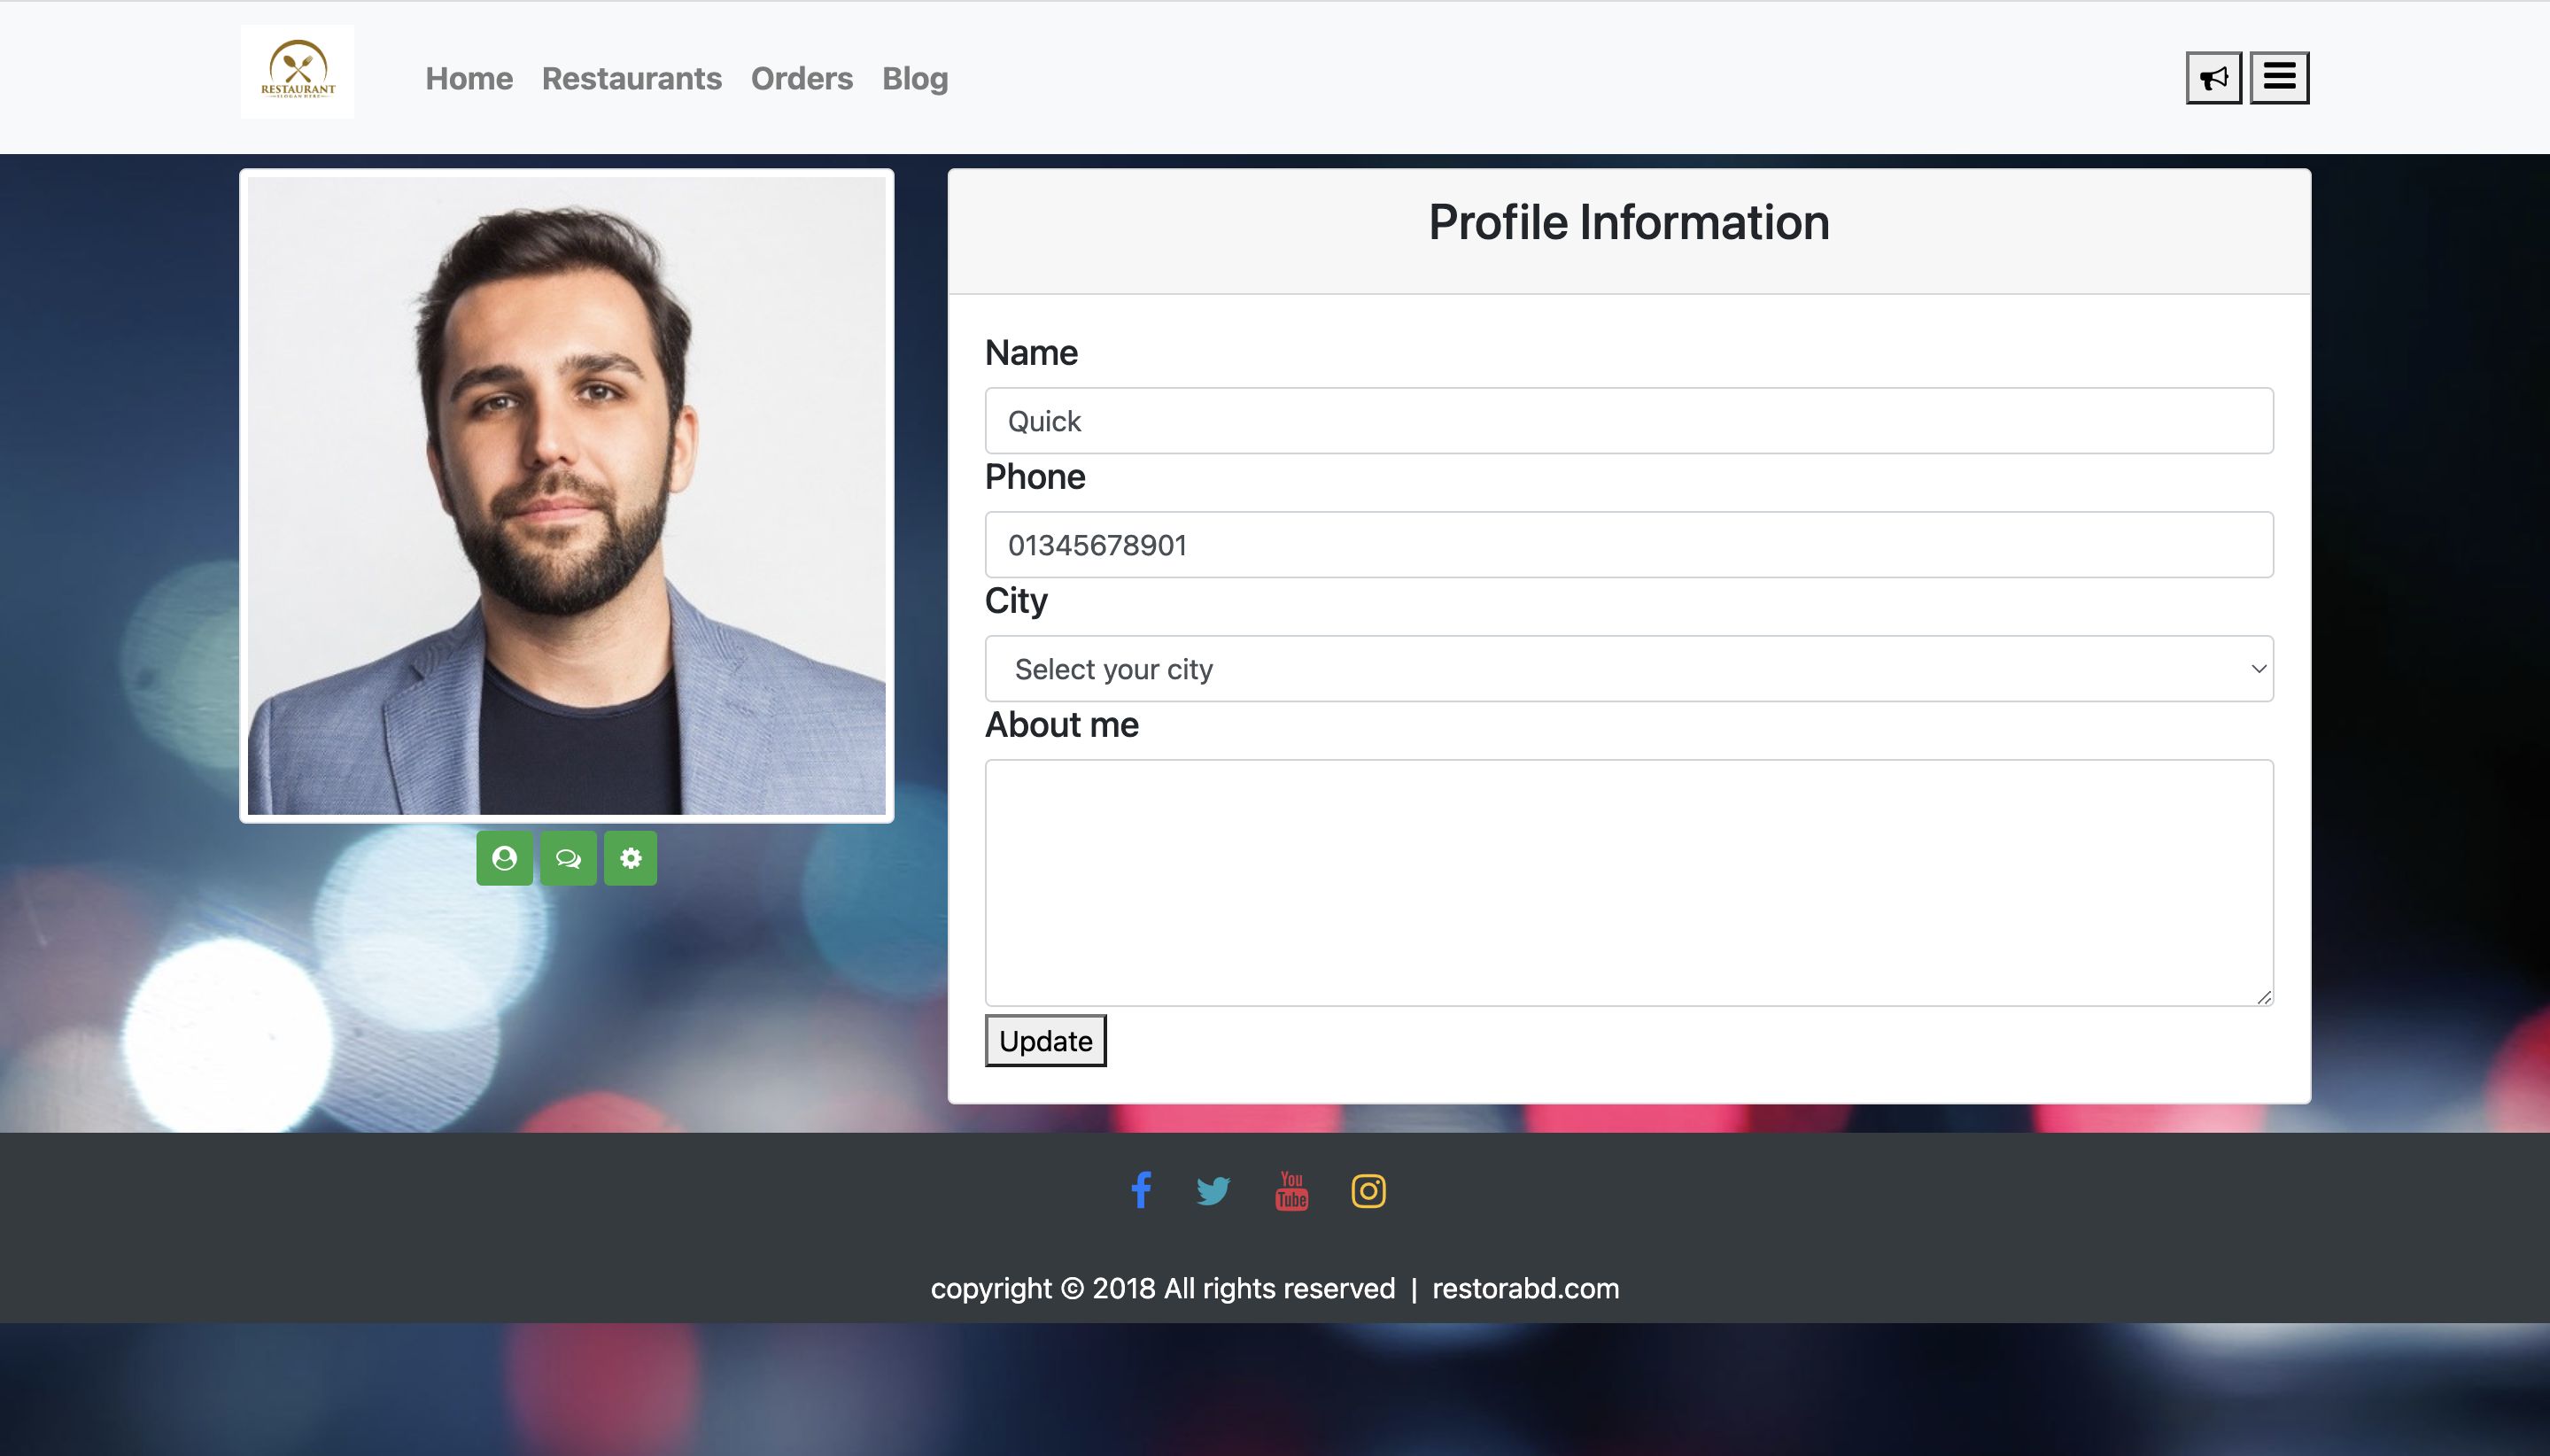 RESTAURANT
SLOGAN HERE
Home Restaurants Orders Blog
Profile Information
Name
Quick
Phone
01345678901
City
Select your city
About me
Update
You
Tube
copyright © 2018 All rights reserved | restorabd.com